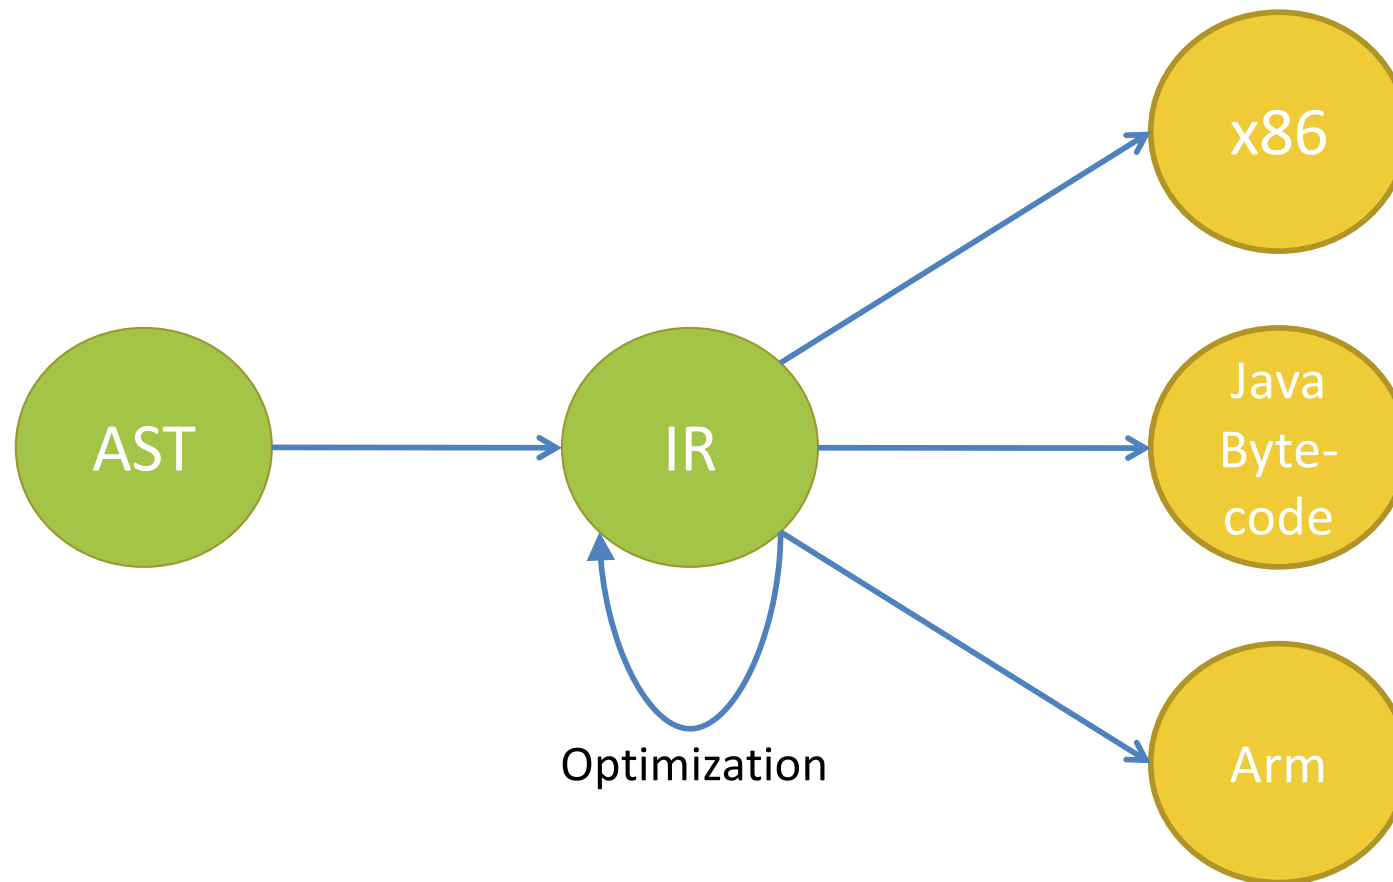 x86
AST
IR
Java
Byte-
code
Optimization
Arm